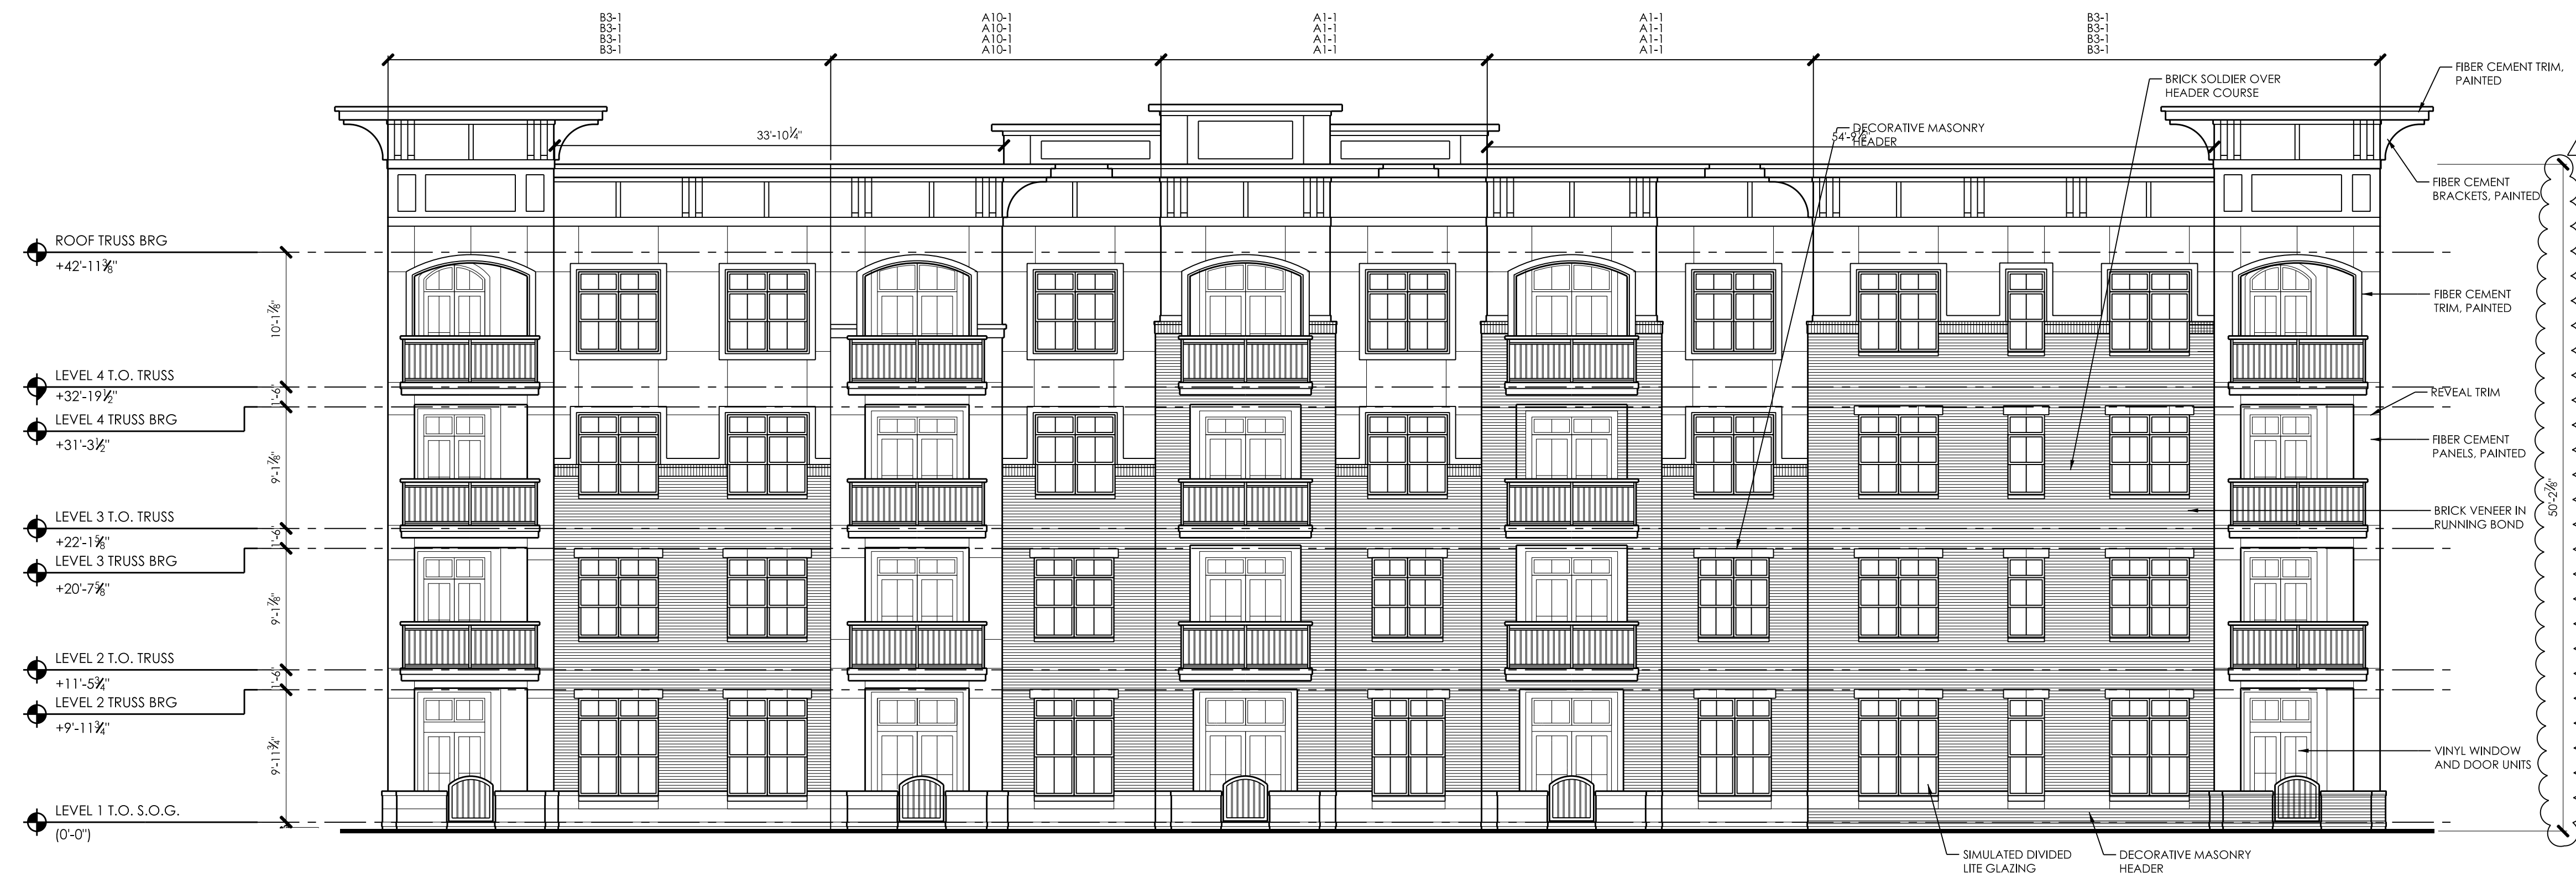 B3-1
B3-1
B3-1
B3-1
A10-1
A10-1
A10-1
A10-1
A1-1
A1-1
A1-1
A1-1
A1-1
A1-1
A1-1
A1-1
B3-1
B3-1
B3-1
B3-1
FIBER CEMENT TRIM,
PAINTED
BRICK SOLDIER OVER
HEADER COURSE
33'-10¼"
DECORATIVE MASONRY
HEADER
54'-9½"
FIBER CEMENT
BRACKETS, PAINTED
ROOF TRUSS BRG
+42'-11⅜"
10'-1⅞"
FIBER CEMENT
TRIM, PAINTED
LEVEL 4 T.O. TRUSS
+32'-19½"
1'-6"
LEVEL 4 TRUSS BRG
+31'-3½"
REVEAL TRIM
FIBER CEMENT
PANELS, PAINTED
9'-1⅞"
50'-2⅞"
LEVEL 3 T.O. TRUSS
+22'-1⅝"
1'-6"
BRICK VENEER IN
RUNNING BOND
LEVEL 3 TRUSS BRG
+20'-7⅝"
9'-1⅞"
LEVEL 2 T.O. TRUSS
+11'-5¾"
1'-6"
LEVEL 2 TRUSS BRG
+9'-11¾"
9'-11¾"
VINYL WINDOW
AND DOOR UNITS
LEVEL 1 T.O. S.O.G.
(0'-0")
SIMULATED DIVIDED
LITE GLAZING
DECORATIVE MASONRY
HEADER